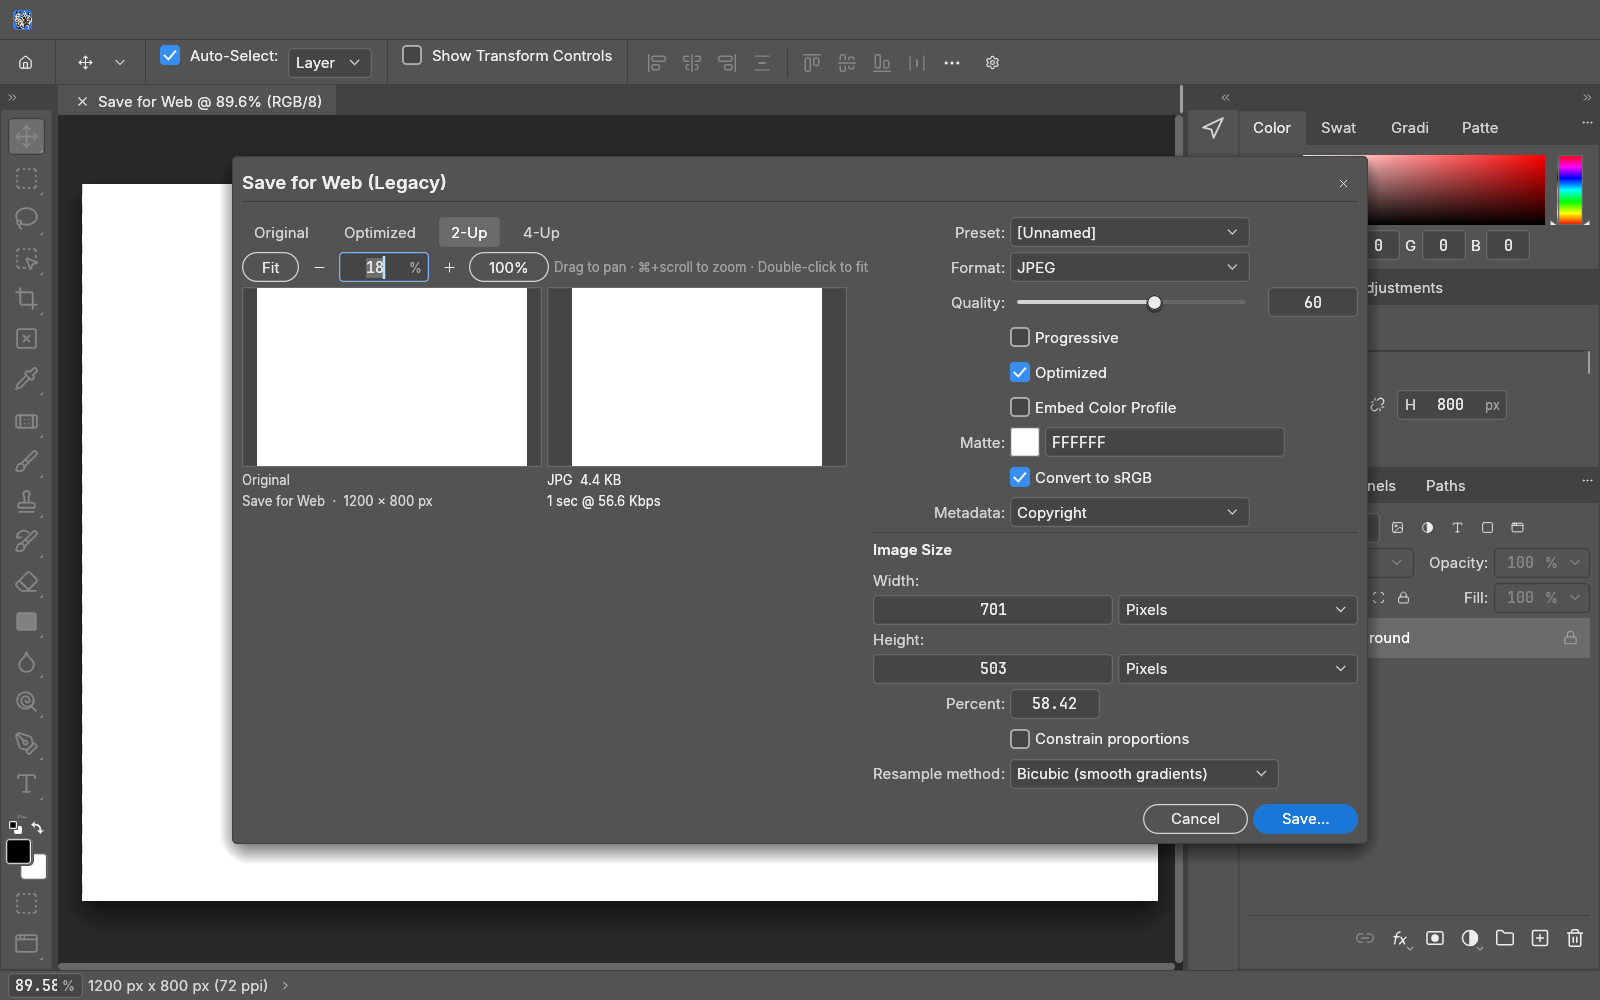 Auto-Select:
Layer
Show Transform Controls
Save for Web @ 89.6% (RGB/8)
Color
Swat
Gradi
Patte
Save for Web (Legacy)
Original
Optimized
2-Up
4-Up
Fit
18 %
100%
Drag to pan · ⌘+scroll to zoom · Double-click to fit
Original
Save for Web · 1200 × 800 px
JPG 4.4 KB
1 sec @ 56.6 Kbps
Preset: [Unnamed]
Format: JPEG
Quality: 60
Progressive
Optimized
Embed Color Profile
Matte: FFFFFF
Convert to sRGB
Metadata: Copyright
Image Size
Width:
701 Pixels
Height:
503 Pixels
Percent: 58.42
Constrain proportions
Resample method: Bicubic (smooth gradients)
Cancel
Save...
0 G 0 B 0
djustments
H 800 px
nels
Paths
Opacity: 100 %
Fill: 100 %
round
89.58 %
1200 px x 800 px (72 ppi)